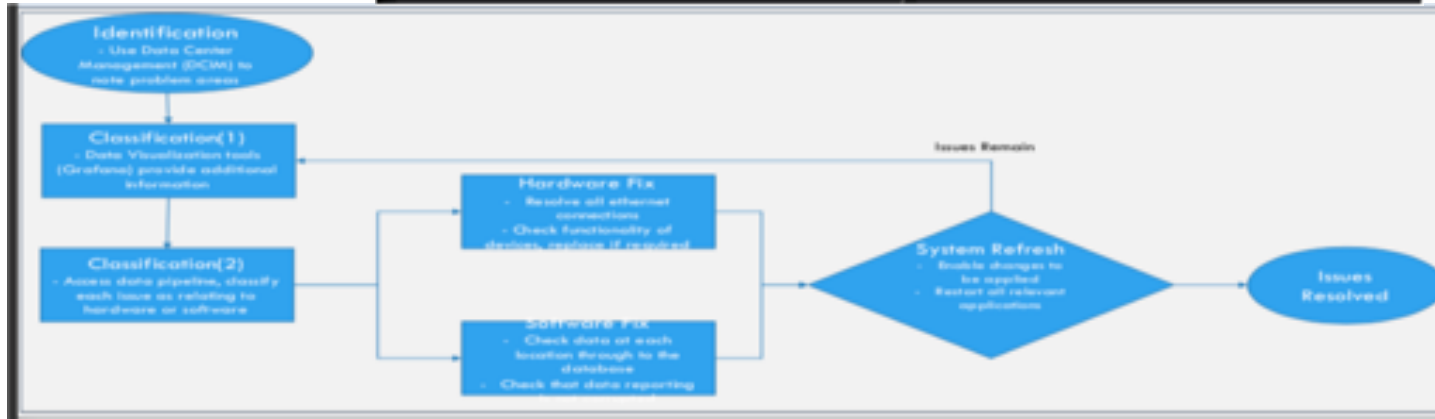 Identification
- Use Data Center
Management (DCIM) to
note problem areas
Classification(1)
- Data Visualization tools
(Grafana) provide additional
information
Classification(2)
- Access data pipeline, classify
each issue as relating to
hardware or software
Hardware Fix
- Resolve all ethernet
connections
- Check functionality of
devices, replace if required
Software Fix
- Check data at each
location through to the
database
- Check that data reporting
Issues Remain
System Refresh
- Enable changes to
be applied
- Restart all relevant
applications
Issues
Resolved